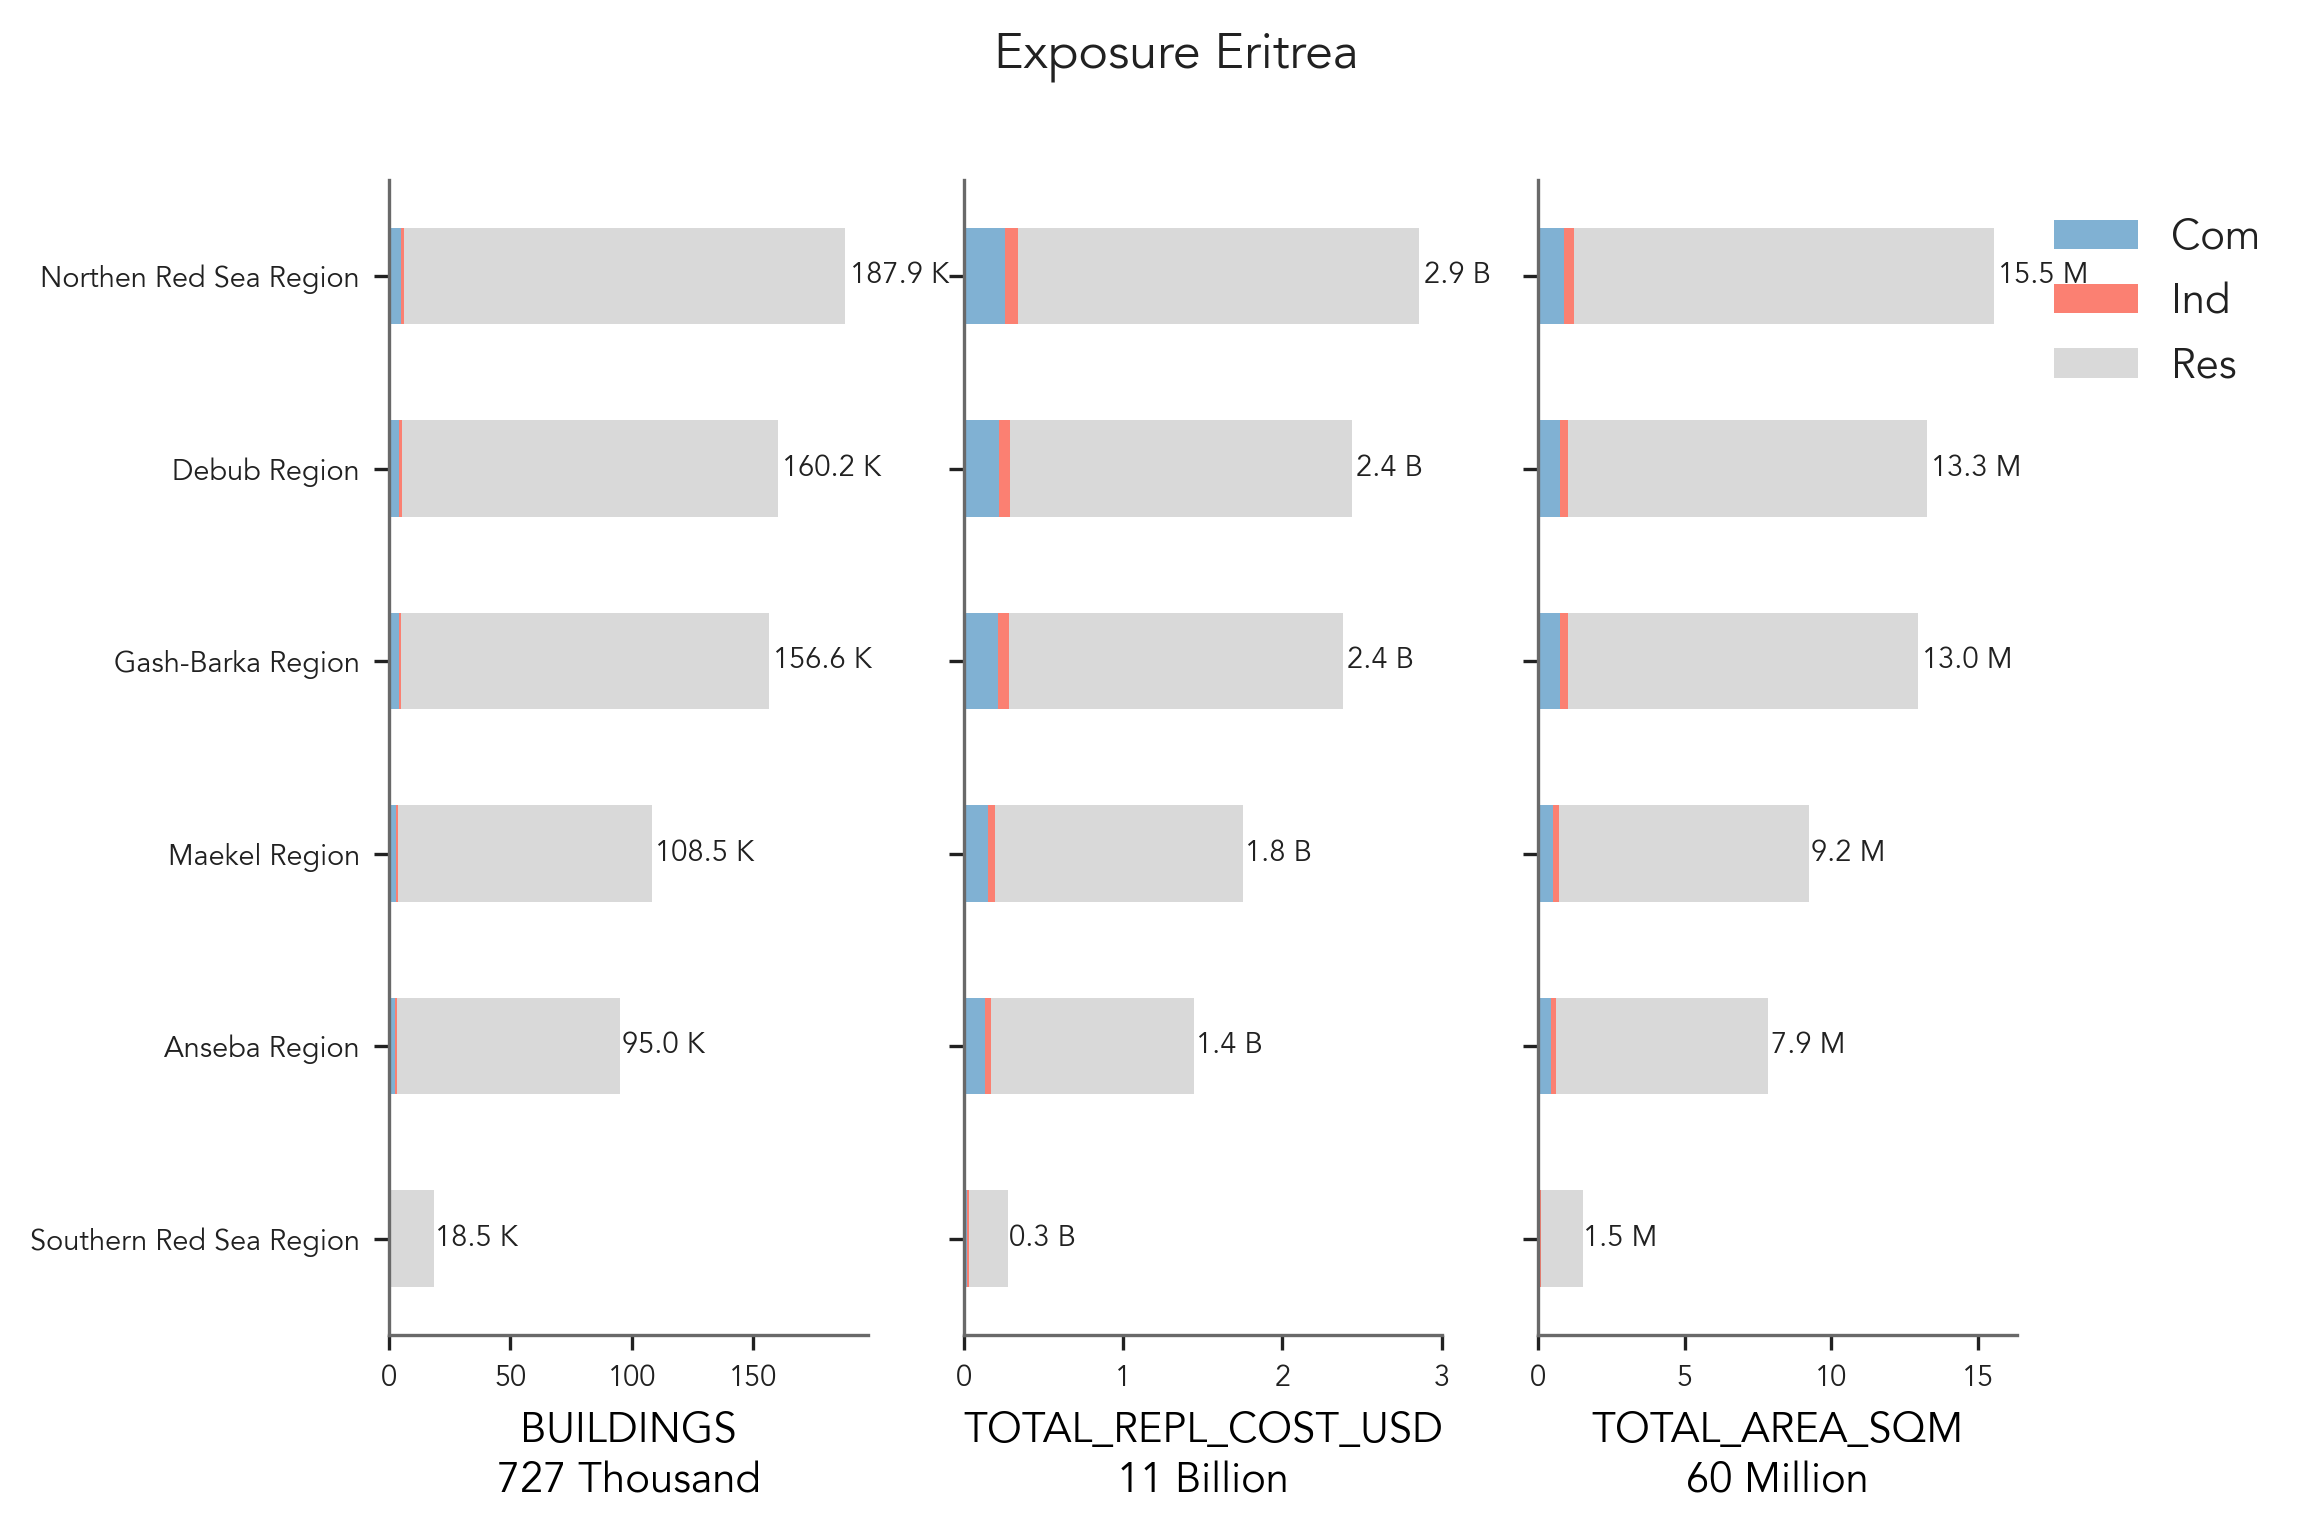 Exposure Eritrea
Com
Ind
Res
Northen Red Sea Region 187.9 K 2.9 B 15.5 M
Debub Region 160.2 K 2.4 B 13.3 M
Gash-Barka Region 156.6 K 2.4 B 13.0 M
Maekel Region 108.5 K 1.8 B 9.2 M
Anseba Region 95.0 K 1.4 B 7.9 M
Southern Red Sea Region 18.5 K 0.3 B 1.5 M
0 50 100 150 0 1 2 3 0 5 10 15
BUILDINGS TOTAL_REPL_COST_USD TOTAL_AREA_SQM
727 Thousand 11 Billion 60 Million